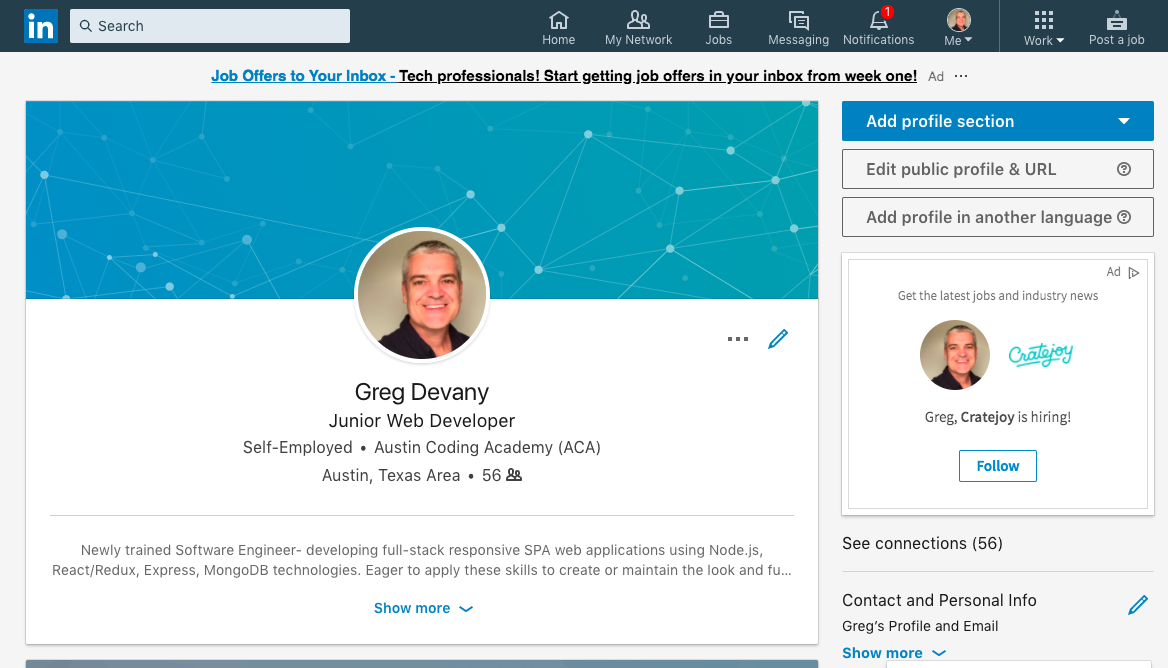 in
Search
Home
My Network
Jobs
Messaging
1
Notifications
Me
Work
Post a job
Job Offers to Your Inbox - Tech professionals! Start getting job offers in your inbox from week one! Ad ...
Add profile section
Edit public profile & URL ?
Add profile in another language ?
Ad
Get the latest jobs and industry news
Cratejoy
Greg, Cratejoy is hiring!
Follow
Greg Devany
Junior Web Developer
Self-Employed • Austin Coding Academy (ACA)
Austin, Texas Area • 56
Newly trained Software Engineer- developing full-stack responsive SPA web applications using Node.js,
React/Redux, Express, MongoDB technologies. Eager to apply these skills to create or maintain the look and fu...
Show more
See connections (56)
Contact and Personal Info
Greg's Profile and Email
Show more